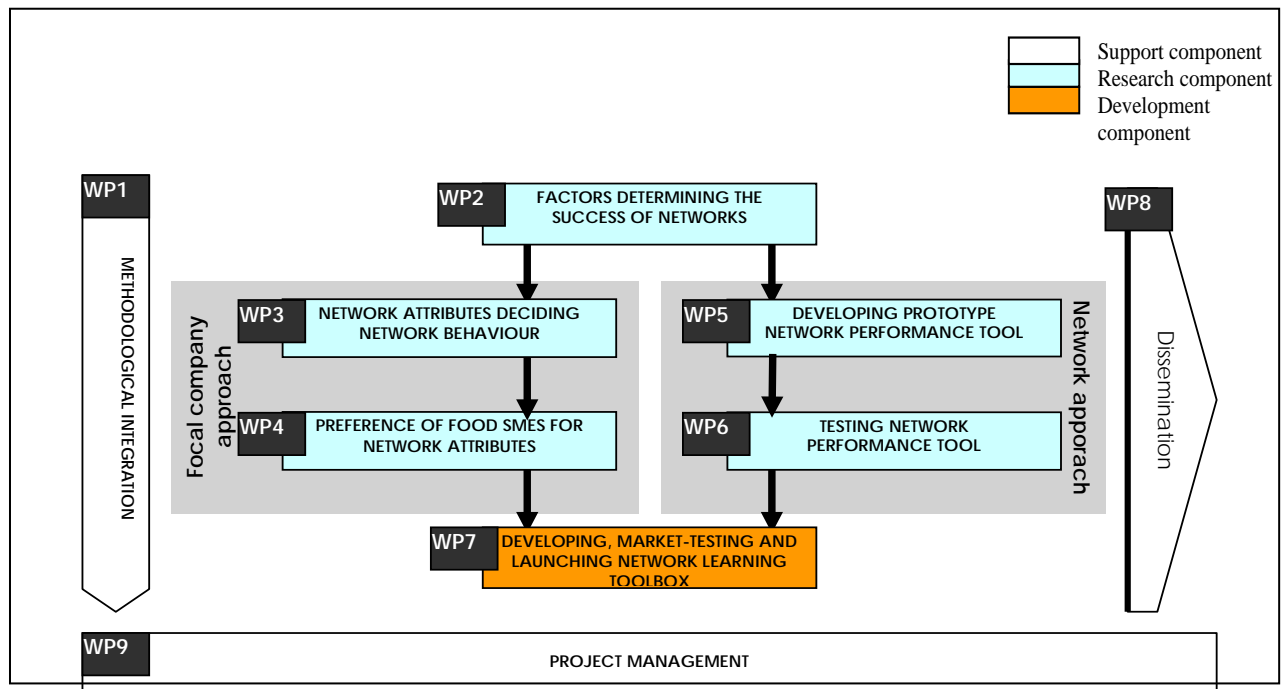 Support component
Research component
Development
component
WP1
METHODOLOGICAL INTEGRATION
WP2
FACTORS DETERMINING THE
SUCCESS OF NETWORKS
Focal company
approach
WP3
NETWORK ATTRIBUTES DECIDING
NETWORK BEHAVIOUR
WP4
PREFERENCE OF FOOD SMES FOR
NETWORK ATTRIBUTES
WP5
DEVELOPING PROTOTYPE
NETWORK PERFORMANCE TOOL
WP6
TESTING NETWORK
PERFORMANCE TOOL
Network apporach
WP7
DEVELOPING, MARKET-TESTING AND
LAUNCHING NETWORK LEARNING
TOOLBOX
WP8
Dissemination
WP9
PROJECT MANAGEMENT